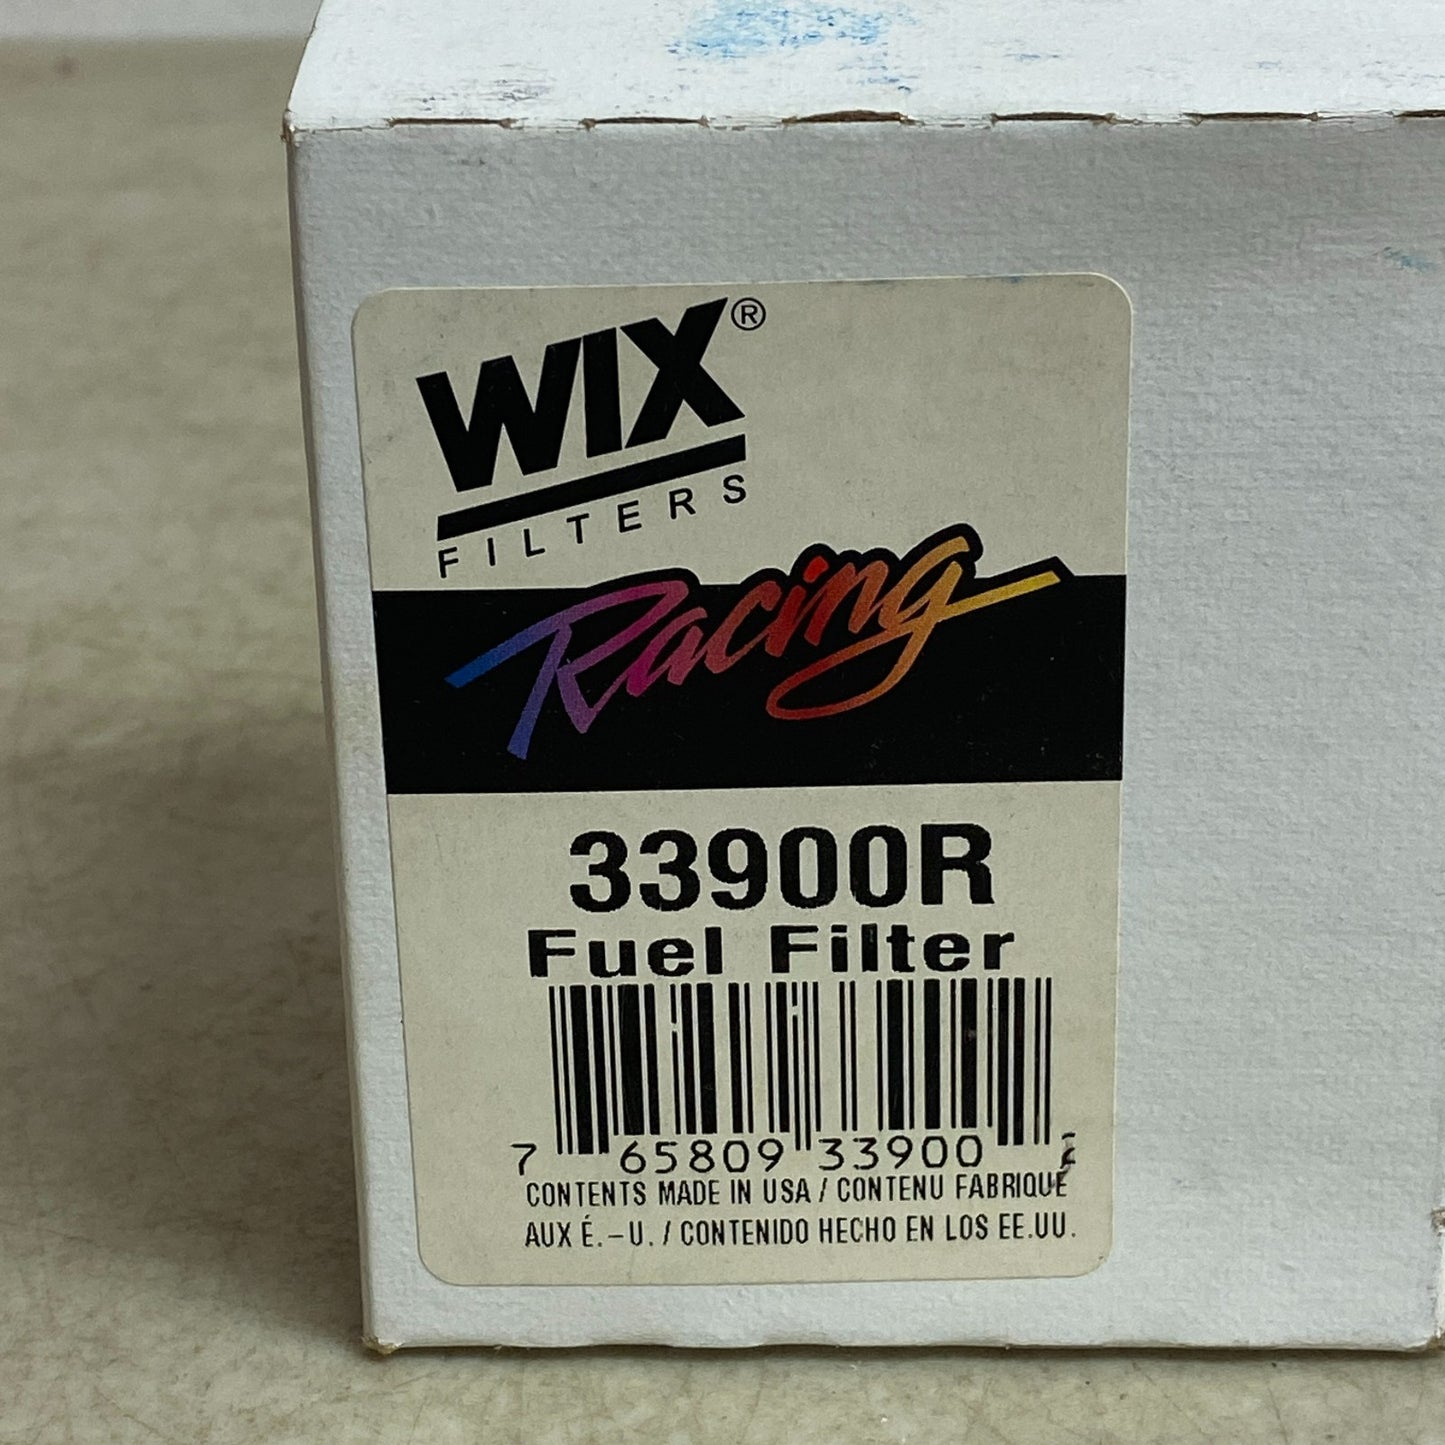 WIX®
FILTERS
Racing
33900R
Fuel Filter
7 65809 33900
CONTENTS MADE IN USA / CONTENU FABRIQUÉ
AUX É.-U. / CONTENIDO HECHO EN LOS EE.UU.